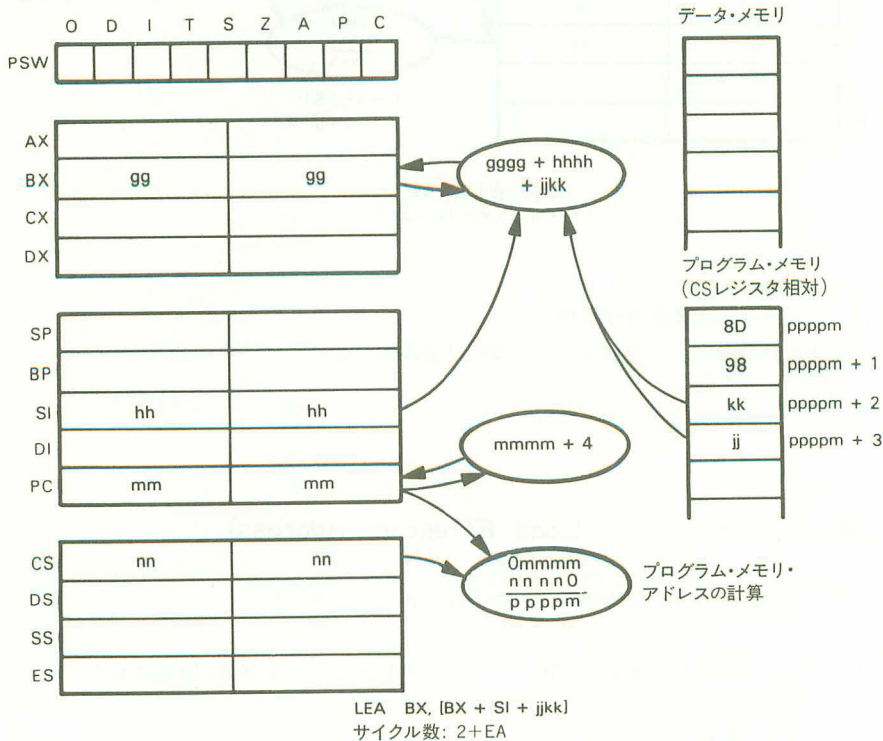 O D I T S Z A P C
PSW
データ・メモリ
AX
BX gg gg
CX
DX
gggg + hhhh
+ jjkk
プログラム・メモリ
(CSレジスタ相対)
8D ppppm
98 ppppm + 1
kk ppppm + 2
jj ppppm + 3
SP
BP
SI hh hh
DI
PC mm mm
mmmm + 4
CS nn nn
DS
SS
ES
0mmmm
nn nn0
ppppm
プログラム・メモリ・
アドレスの計算
LEA BX, [BX + SI + jjkk]
サイクル数: 2+EA